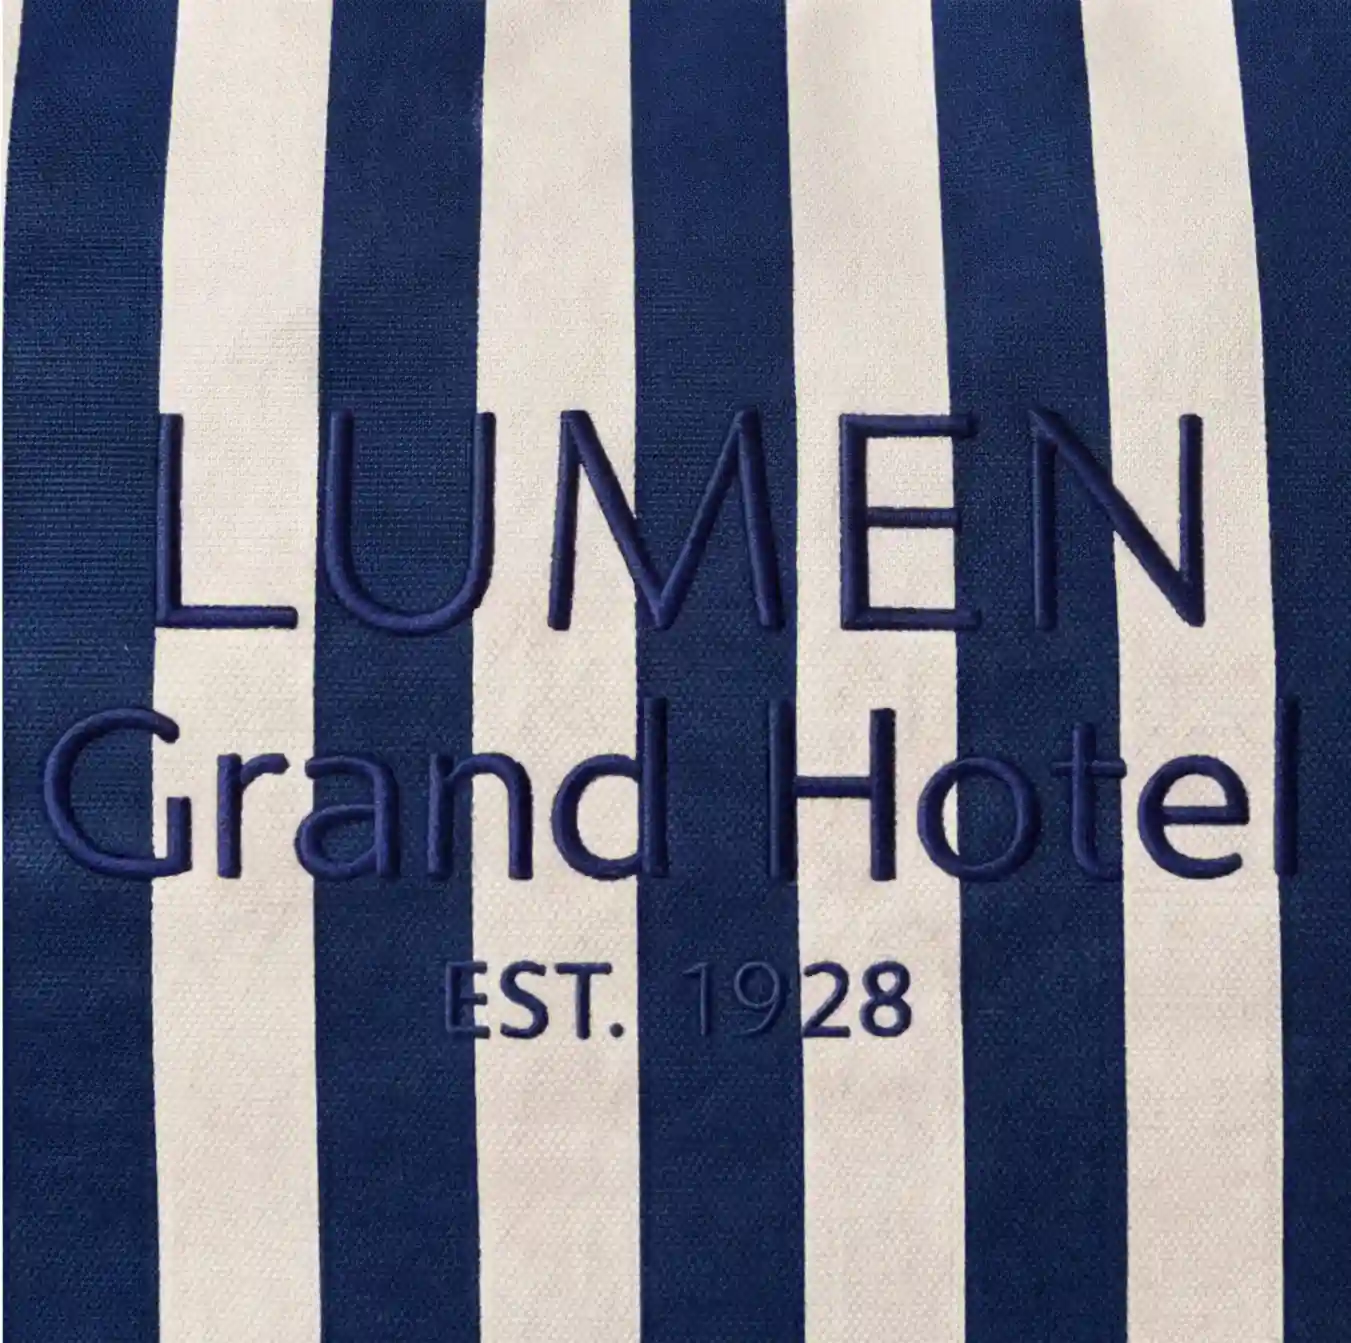 LUMEN
Grand Hotel
EST. 1928